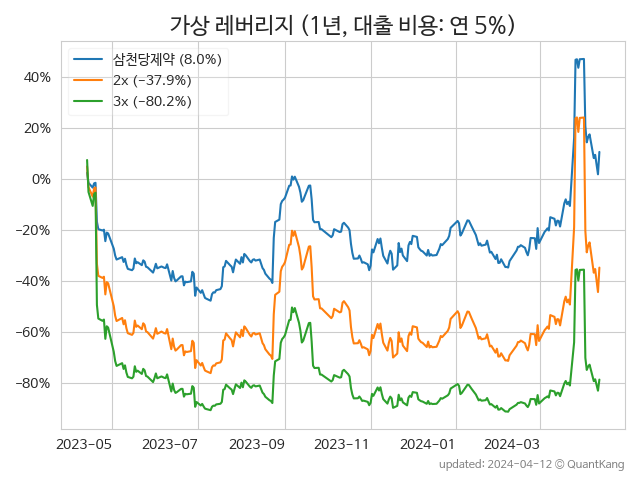 가상 레버리지 (1년, 대출 비용: 연 5%)
삼천당제약 (8.0%)
2x (−37.9%)
3x (−80.2%)
40%
20%
0%
−20%
−40%
−60%
−80%
2023-05 2023-07 2023-09 2023-11 2024-01 2024-03
updated: 2024-04-12 © QuantKang